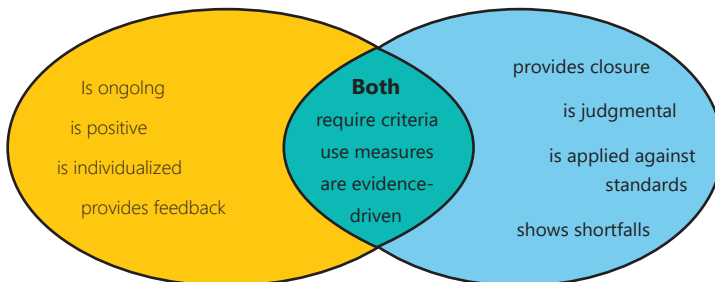 Is ongolng
is positive
is individualized
provides feedback
Both
require criteria
use measures
are evidence-
driven
provides closure
is judgmental
is applied against
standards
shows shortfalls